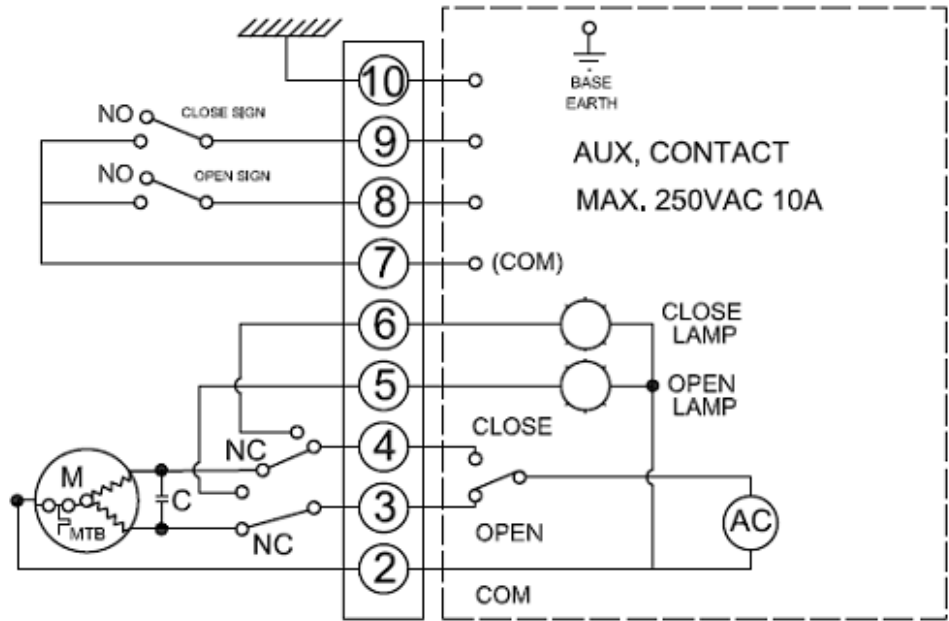 10
BASE
EARTH
NO
CLOSE SIGN
9
AUX, CONTACT
NO
OPEN SIGN
8
MAX. 250VAC 10A
7
(COM)
6
CLOSE
LAMP
5
OPEN
LAMP
CLOSE
NC
4
M
C
3
MTB
NC
OPEN
AC
2
COM